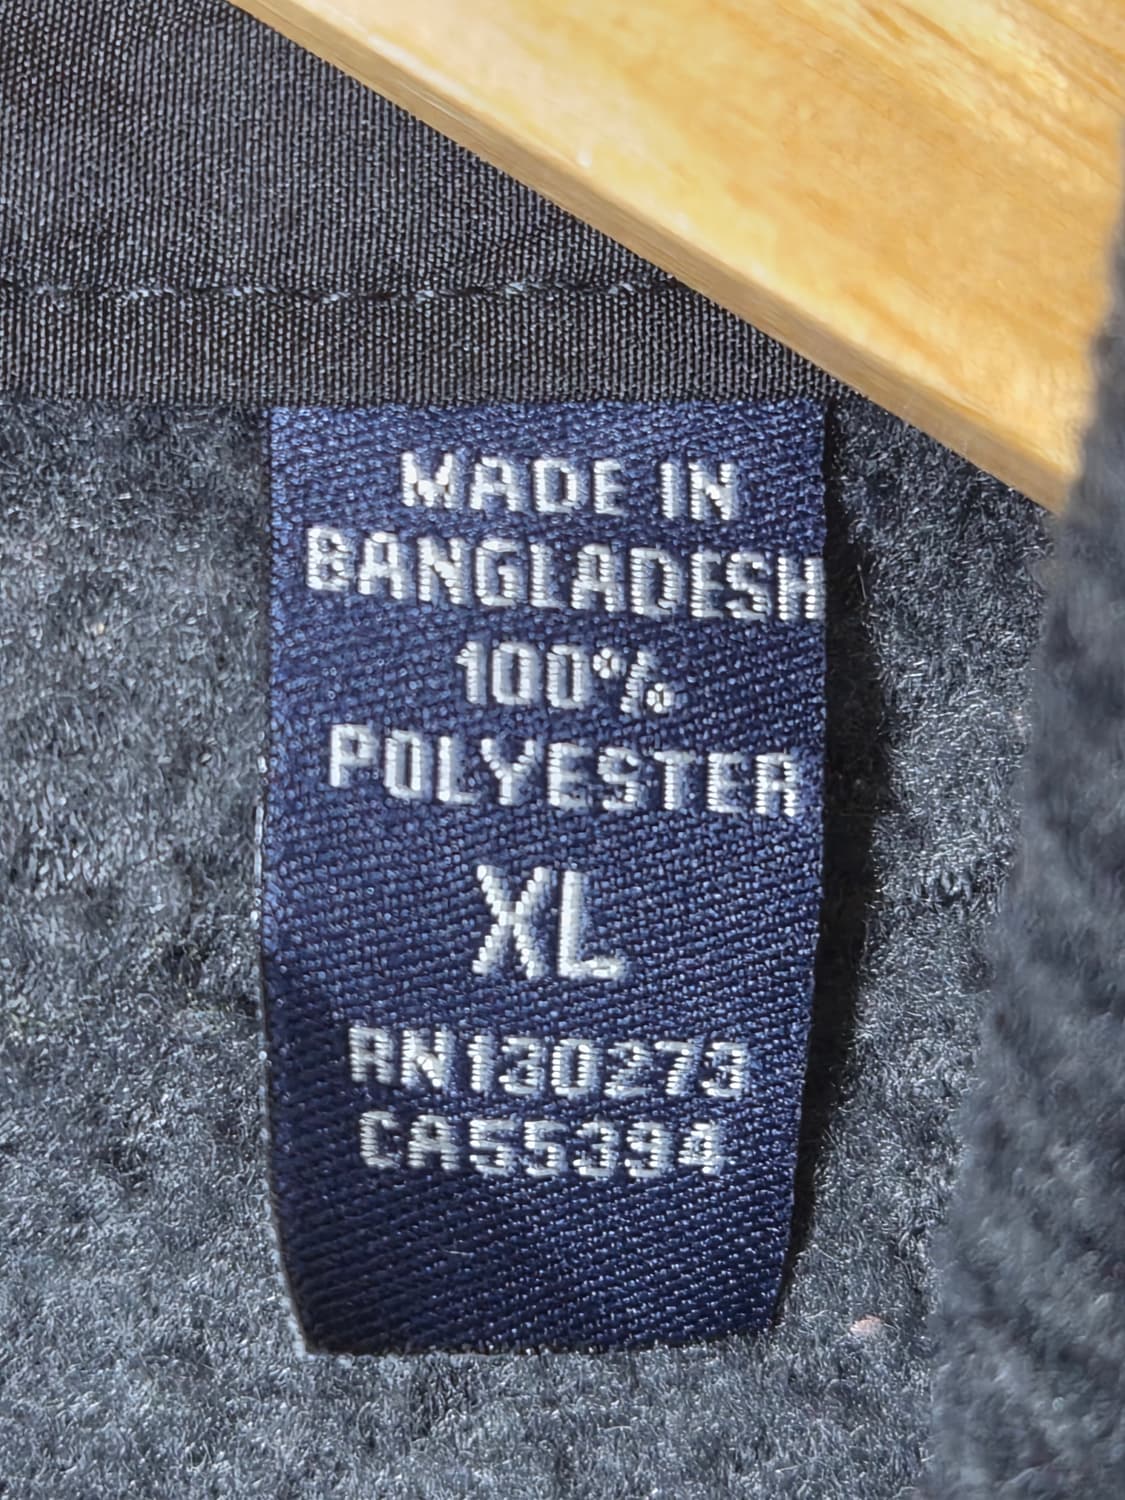 MADE IN
BANGLADESH
100%
POLYESTER
XL
RN130273
CA55394